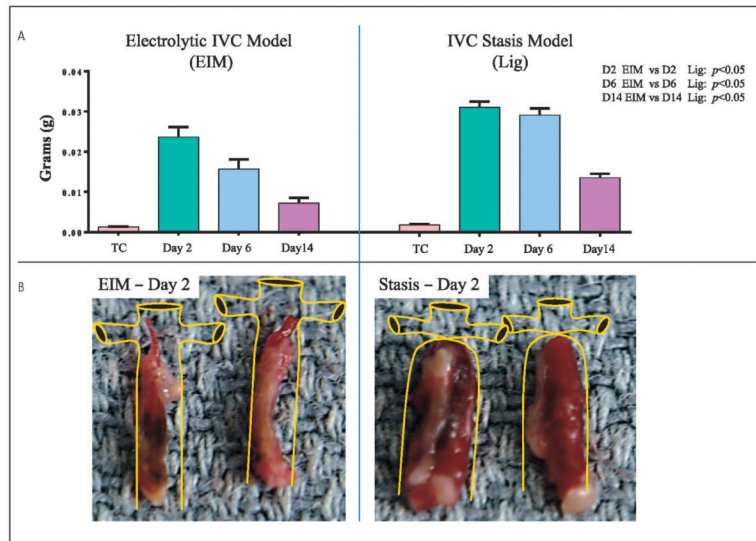 A
Electrolytic IVC Model
(EIM)
IVC Stasis Model
(Lig)
D2 EIM vs D2 Lig: p<0.05
D6 EIM vs D6 Lig: p<0.05
D14 EIM vs D14 Lig: p<0.05
Grams (g)
0.04
0.03
0.02
0.01
0.00
TC Day 2 Day 6 Day14
TC Day 2 Day 6 Day14
B
EIM – Day 2
Stasis – Day 2